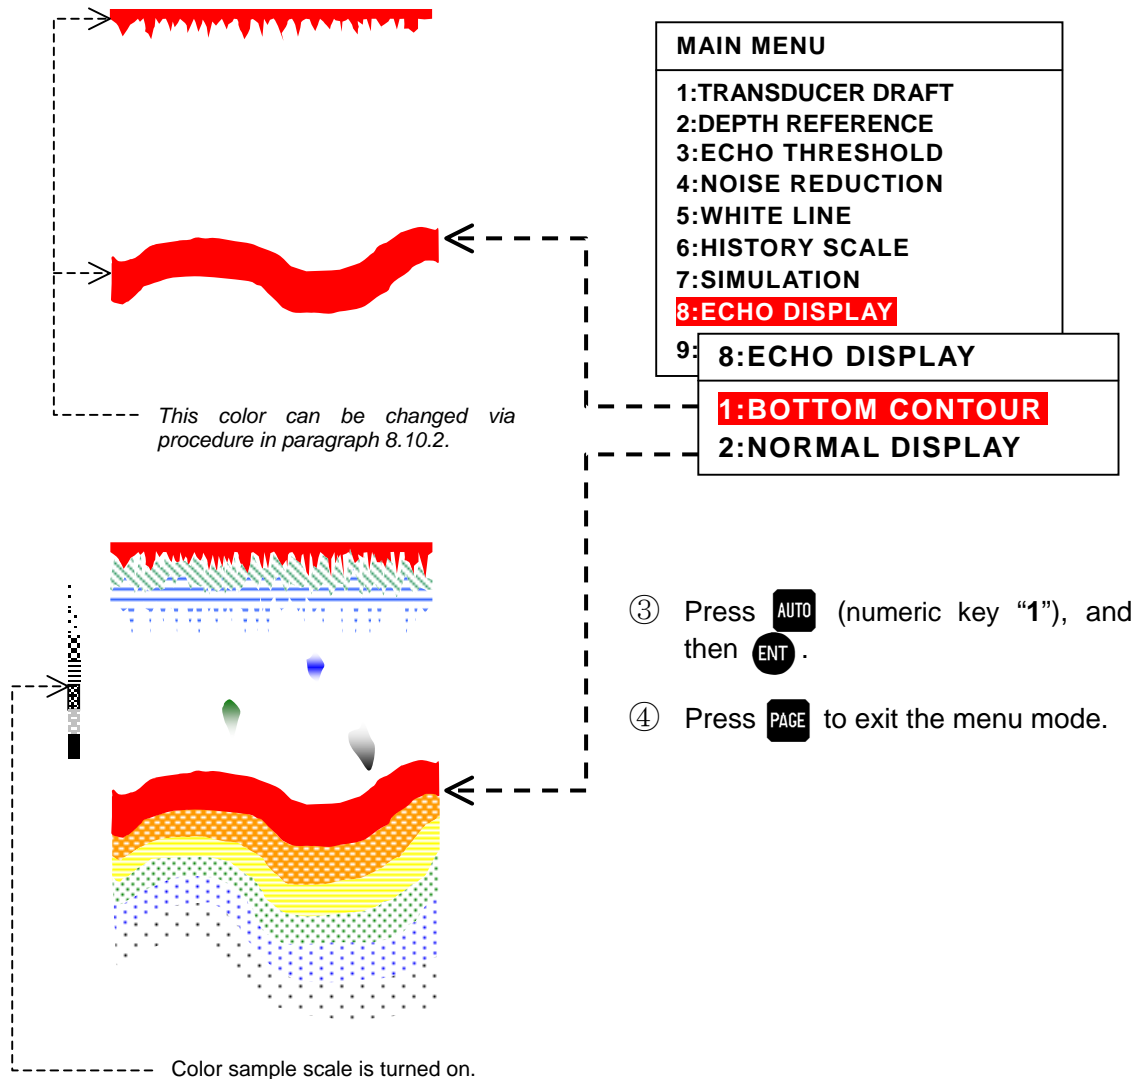 MAIN MENU
1:TRANSDUCER DRAFT
2:DEPTH REFERENCE
3:ECHO THRESHOLD
4:NOISE REDUCTION
5:WHITE LINE
6:HISTORY SCALE
7:SIMULATION
8:ECHO DISPLAY
9:
8:ECHO DISPLAY
1:BOTTOM CONTOUR
2:NORMAL DISPLAY
This color can be changed via
procedure in paragraph 8.10.2.
③ Press AUTO (numeric key “1”), and
then ENT .
④ Press PAGE to exit the menu mode.
Color sample scale is turned on.